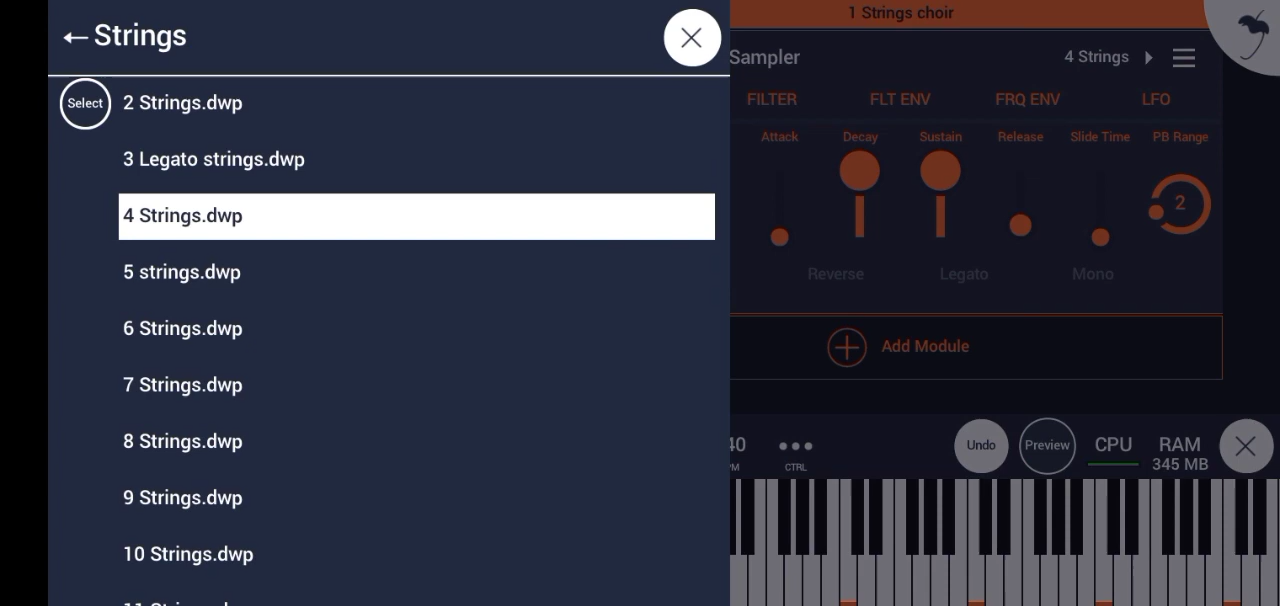 ← Strings
Select
2 Strings.dwp
3 Legato strings.dwp
4 Strings.dwp
5 strings.dwp
6 Strings.dwp
7 Strings.dwp
8 Strings.dwp
9 Strings.dwp
10 Strings.dwp
1 Strings choir
Sampler
4 Strings
FILTER FLT ENV FRQ ENV LFO
Attack Decay Sustain Release Slide Time PB Range
2
Reverse Legato Mono
Add Module
40
CTRL
Undo
Preview
CPU
RAM
345 MB